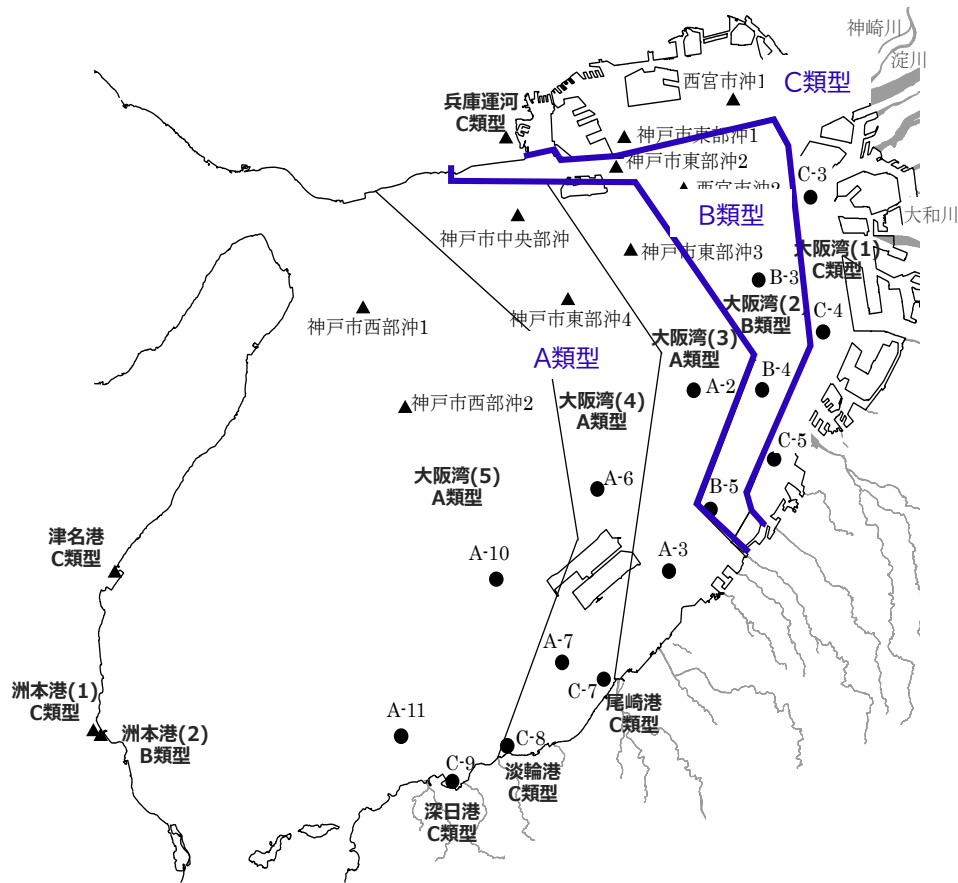 神崎川
淀川
西宮市沖1
C類型
兵庫運河
C類型
神戸市東部沖1
神戸市東部沖2
C-3
西宮市沖2
B類型
大和川
神戸市中央部沖
神戸市東部沖3
大阪湾(1)
C類型
B-3
大阪湾(2)
B類型
C-4
神戸市西部沖1
神戸市東部沖4
大阪湾(3)
A類型
A類型
B-4
A-2
大阪湾(4)
A類型
神戸市西部沖2
C-5
大阪湾(5)
A類型
A-6
B-5
津名港
C類型
A-10
A-3
A-7
C-7
洲本港(1)
C類型
尾崎港
C類型
A-11
洲本港(2)
B類型
C-8
C-9
淡輪港
C類型
深日港
C類型